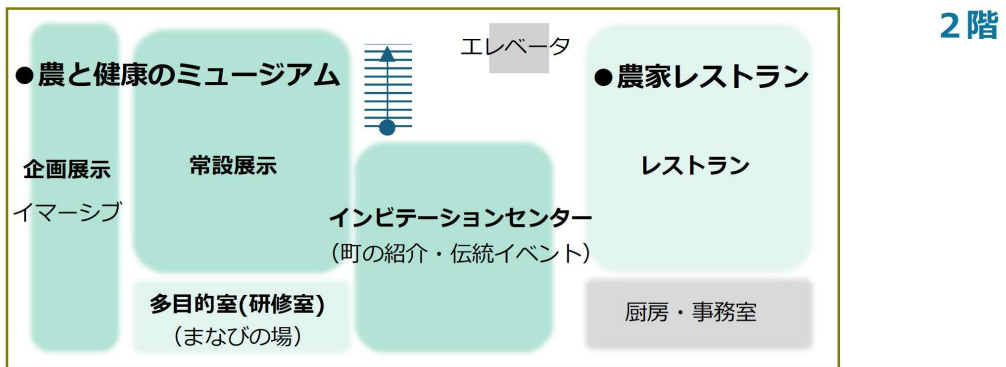 2階
エレベータ
●農と健康のミュージアム
●農家レストラン
企画展示
イマーシブ
常設展示
レストラン
インビテーションセンター
（町の紹介・伝統イベント）
多目的室(研修室)
（まなびの場）
厨房・事務室